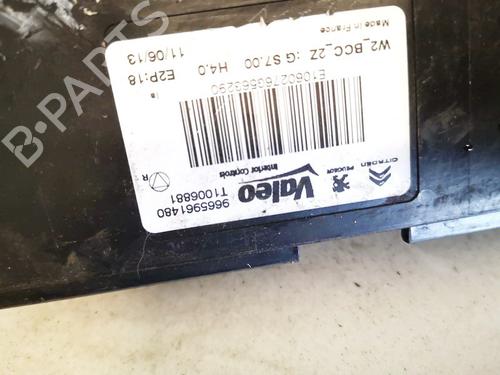 Made in France
W2_BCC_2Z :G S7.00 H4.0
11/06/13 E2P:18
CITROËN PEUGEOT
Valeo
Interior Controls
R
9665961480
T1006881
B-PARTS